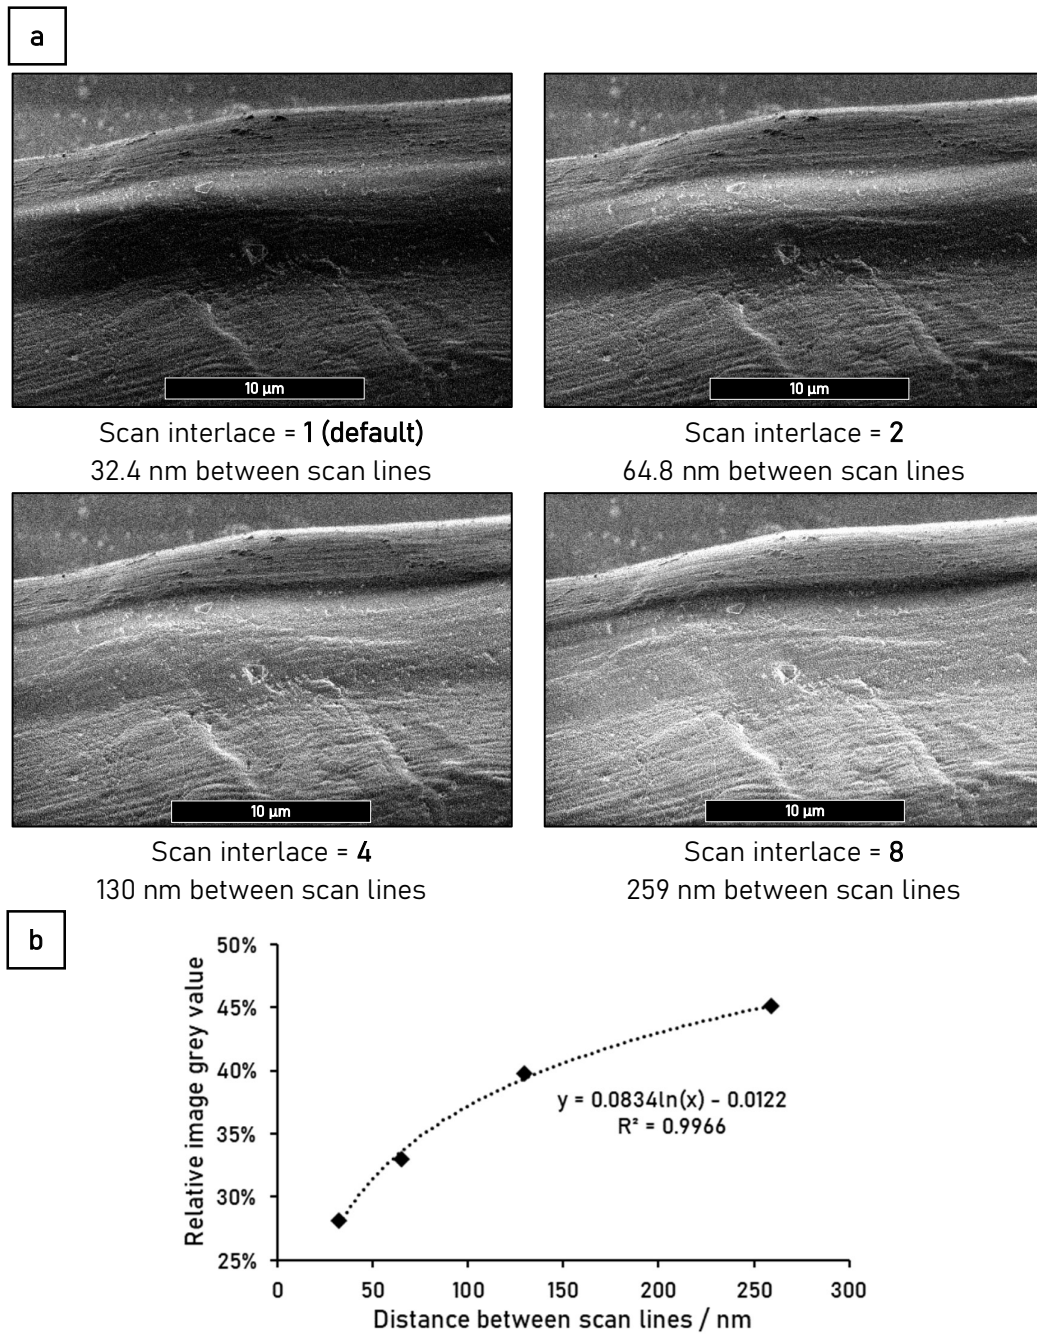 a
10 µm
10 µm
Scan interlace = 1 (default)
32.4 nm between scan lines
Scan interlace = 2
64.8 nm between scan lines
10 µm
10 µm
Scan interlace = 4
130 nm between scan lines
Scan interlace = 8
259 nm between scan lines
b
Relative image grey value
50%
45%
40%
35%
30%
25%
y = 0.0834ln(x) - 0.0122
R² = 0.9966
0 50 100 150 200 250 300
Distance between scan lines / nm